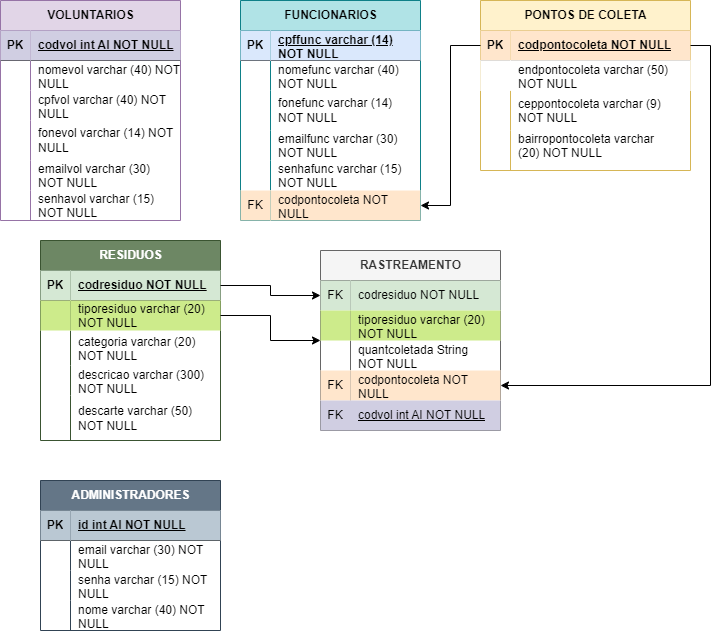 VOLUNTARIOS
PK codvol int AI NOT NULL
nomevol varchar (40) NOT
NULL
cpfvol varchar (40) NOT
NULL
fonevol varchar (14) NOT
NULL
emailvol varchar (30)
NOT NULL
senhavol varchar (15)
NOT NULL
FUNCIONARIOS
PK cpffunc varchar (14)
NOT NULL
nomefunc varchar (40)
NOT NULL
fonefunc varchar (14)
NOT NULL
emailfunc varchar (30)
NOT NULL
senhafunc varchar (15)
NOT NULL
FK codpontocoleta NOT
NULL
PONTOS DE COLETA
PK codpontocoleta NOT NULL
endpontocoleta varchar (50)
NOT NULL
ceppontocoleta varchar (9)
NOT NULL
bairropontocoleta varchar
(20) NOT NULL
RESIDUOS
PK codresiduo NOT NULL
tiporesiduo varchar (20)
NOT NULL
categoria varchar (20)
NOT NULL
descricao varchar (300)
NOT NULL
descarte varchar (50)
NOT NULL
RASTREAMENTO
FK codresiduo NOT NULL
tiporesiduo varchar (20)
NOT NULL
quantcoletada String
NOT NULL
FK codpontocoleta NOT
NULL
FK codvol int AI NOT NULL
ADMINISTRADORES
PK id int AI NOT NULL
email varchar (30) NOT
NULL
senha varchar (15) NOT
NULL
nome varchar (40) NOT
NULL